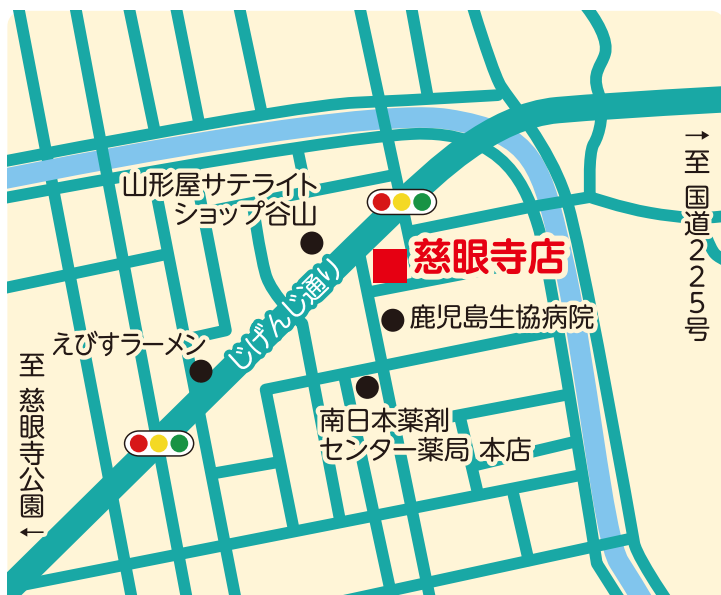 山形屋サテライト
ショップ谷山
慈眼寺店
→至 国道225号
じげんじ通り
鹿児島生協病院
えびすラーメン
至 慈眼寺公園←
南日本薬剤
センター薬局 本店